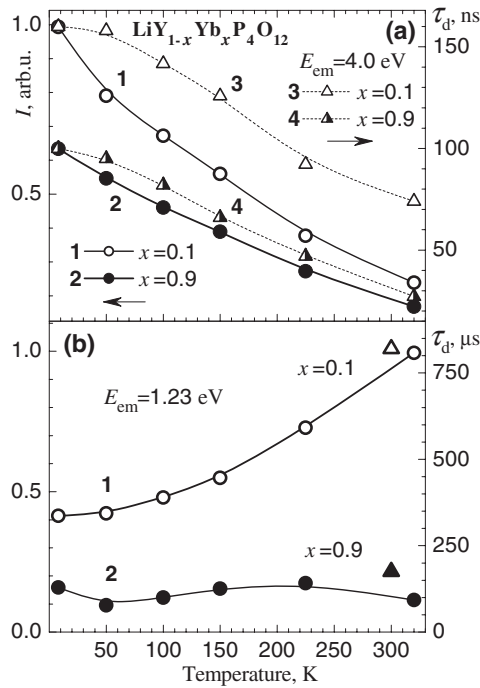 LiY1-xYbxP4O12
(a)
τd, ns
I, arb.u.
1.0
0.5
150
100
50
Eem=4.0 eV
3 x=0.1
4 x=0.9
1
3
2
4
1 x=0.1
2 x=0.9
(b)
τd, μs
1.0
0.5
0.0
750
500
250
0
x=0.1
Eem=1.23 eV
1
x=0.9
2
50 100 150 200 250 300
Temperature, K